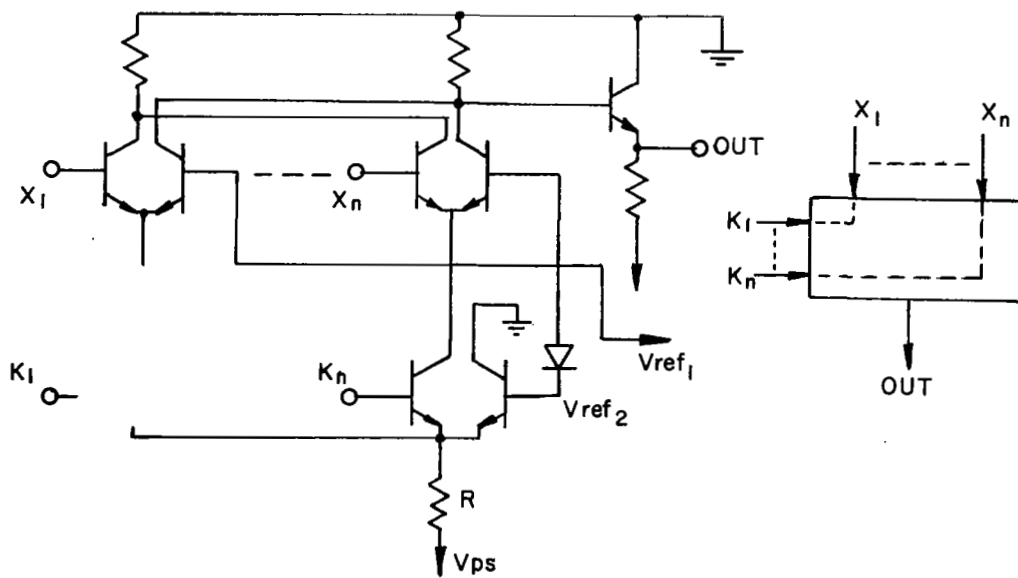 X₁
Xₙ
OUT
K₁
Kₙ
Vref₁
Vref₂
R
Vps
X₁
Xₙ
K₁
Kₙ
OUT